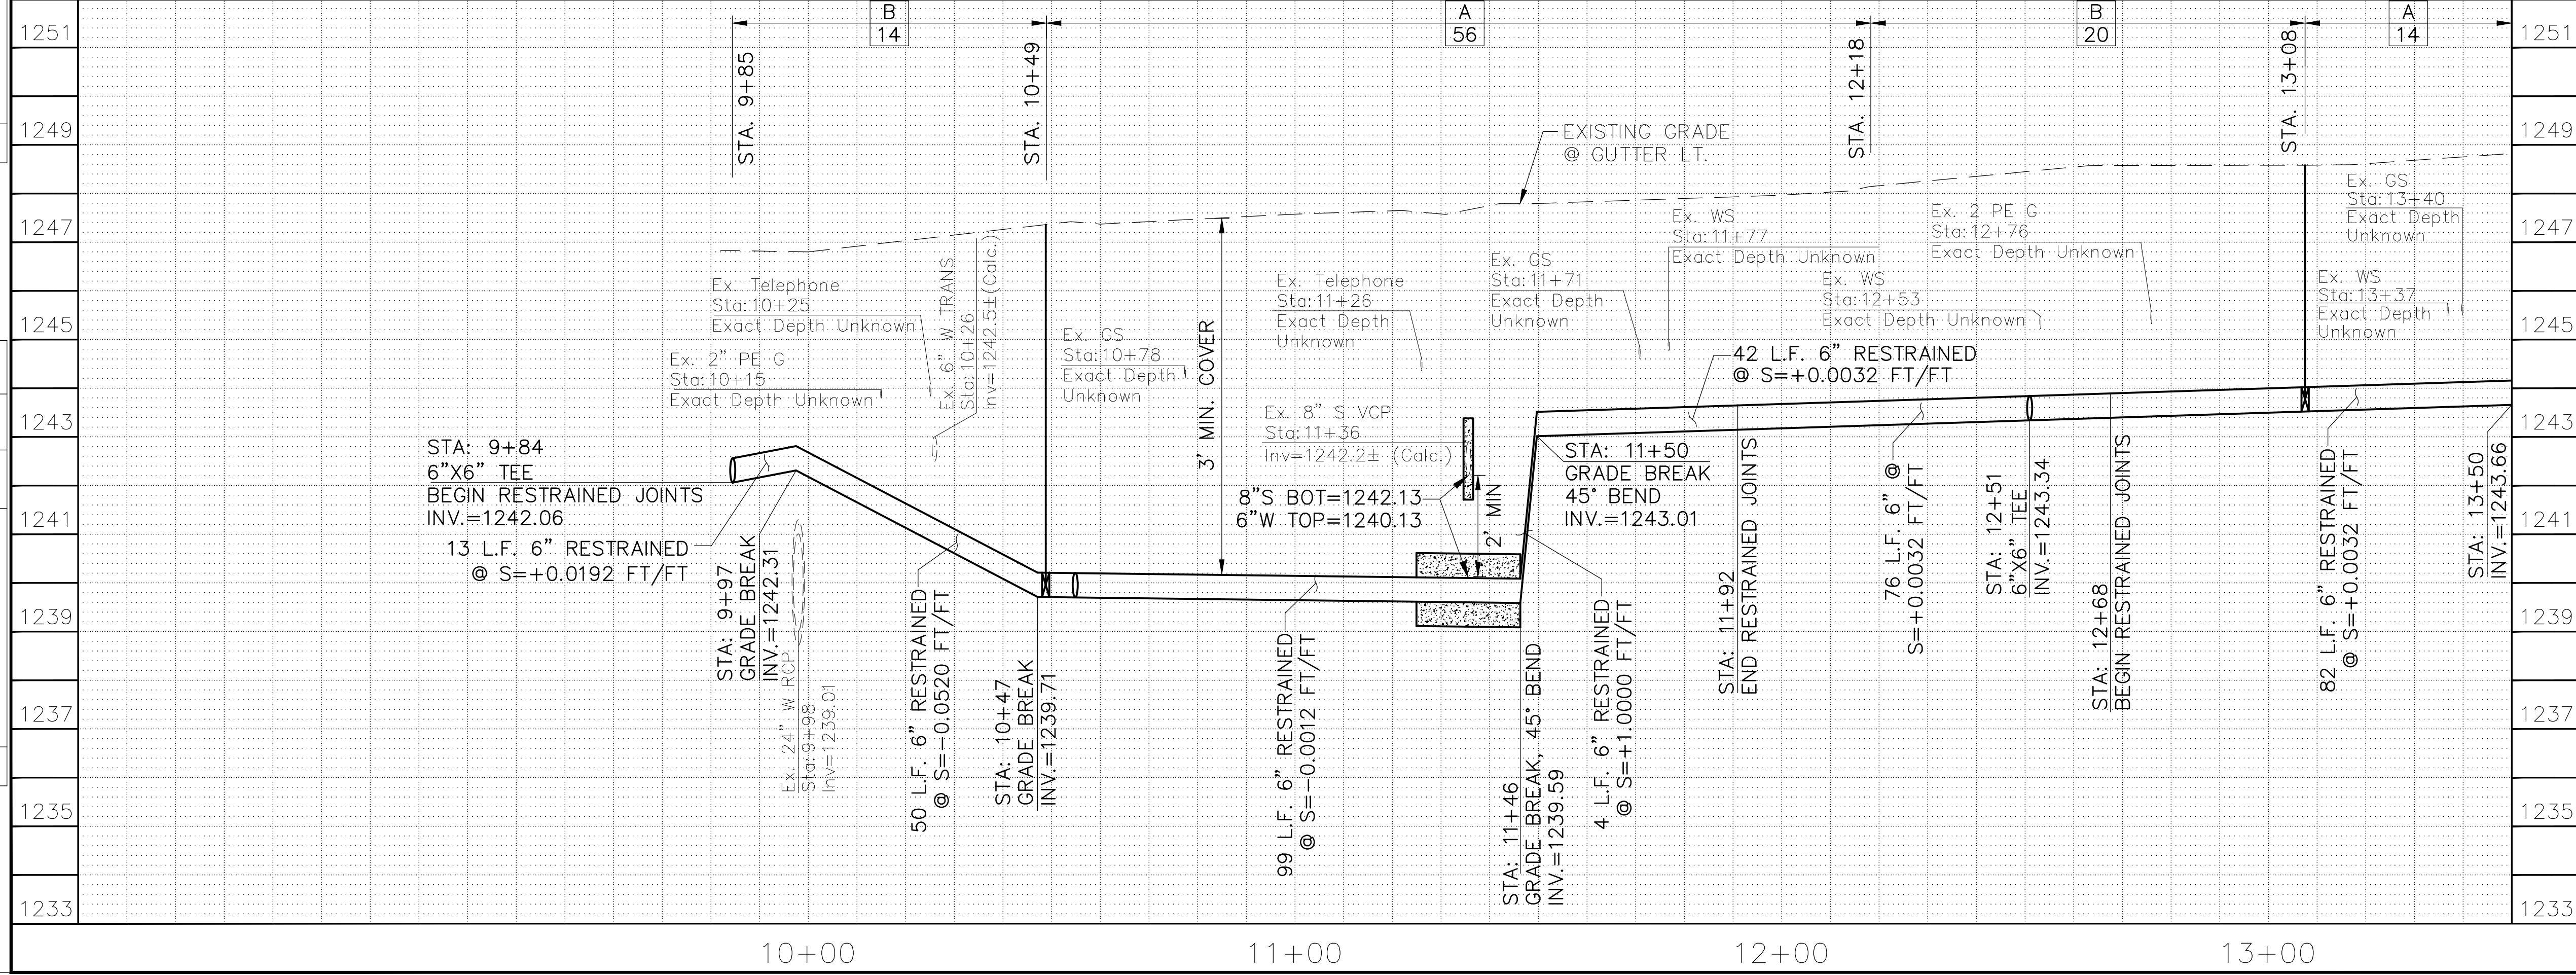 B
14
A
56
B
20
A
14
1251
1249
1247
1245
1243
1241
1239
1237
1235
1233
1251
1249
1247
1245
1243
1241
1239
1237
1235
1233
STA. 9+85
STA. 10+49
STA. 12+18
STA. 13+08
EXISTING GRADE
@ GUTTER LT.
Ex. Telephone
Sta:10+25
Exact Depth Unknown
Ex. 2" PE G
Sta:10+15
Exact Depth Unknown
Ex. 6" W TRANS
Sta:10+26
Inv=1242.5±(Calc.)
Ex. GS
Sta:10+78
Exact Depth
Unknown
3' MIN. COVER
Ex. Telephone
Sta:11+26
Exact Depth
Unknown
Ex. 8" S VCP
Sta:11+36
Inv=1242.2± (Calc.)
8"S BOT=1242.13
6"W TOP=1240.13
2' MIN
Ex. GS
Sta:11+71
Exact Depth
Unknown
Ex. WS
Sta:11+77
Exact Depth Unknown
Ex. WS
Sta:12+53
Exact Depth Unknown
Ex. 2 PE G
Sta:12+76
Exact Depth Unknown
Ex. GS
Sta:13+40
Exact Depth
Unknown
Ex. WS
Sta:13+37
Exact Depth
Unknown
42 L.F. 6" RESTRAINED
@ S=+0.0032 FT/FT
STA: 9+84
6"X6" TEE
BEGIN RESTRAINED JOINTS
INV.=1242.06
13 L.F. 6" RESTRAINED
@ S=+0.0192 FT/FT
STA: 9+97
GRADE BREAK
INV.=1242.31
Ex. 24" W RCP
Sta:9+98
Inv=1239.01
50 L.F. 6" RESTRAINED
@ S=-0.0520 FT/FT
STA: 10+47
GRADE BREAK
INV.=1239.71
99 L.F. 6" RESTRAINED
@ S=-0.0012 FT/FT
STA: 11+46
GRADE BREAK, 45° BEND
INV.=1239.59
STA: 11+50
GRADE BREAK
45° BEND
INV.=1243.01
4 L.F. 6" RESTRAINED
@ S=+1.0000 FT/FT
STA: 11+92
END RESTRAINED JOINTS
76 L.F. 6" @
S=+0.0032 FT/FT
STA: 12+51
6"X6" TEE
INV.=1243.34
STA: 12+68
BEGIN RESTRAINED JOINTS
82 L.F. 6" RESTRAINED
@ S=+0.0032 FT/FT
STA: 13+50
INV.=1243.66
10+00
11+00
12+00
13+00